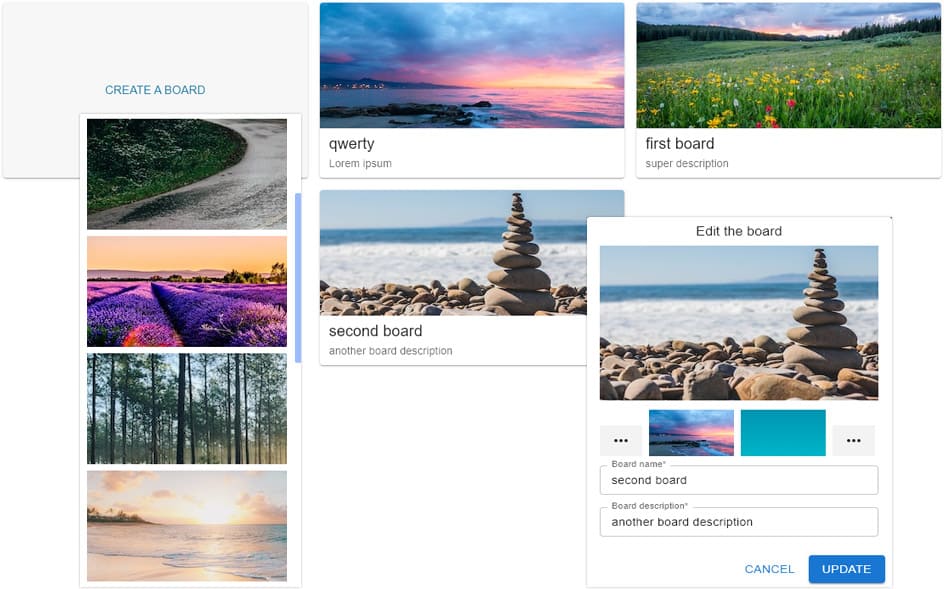 CREATE A BOARD
qwerty
Lorem ipsum
first board
super description
second board
another board description
Edit the board
...
...
Board name*
second board
Board description*
another board description
CANCEL
UPDATE